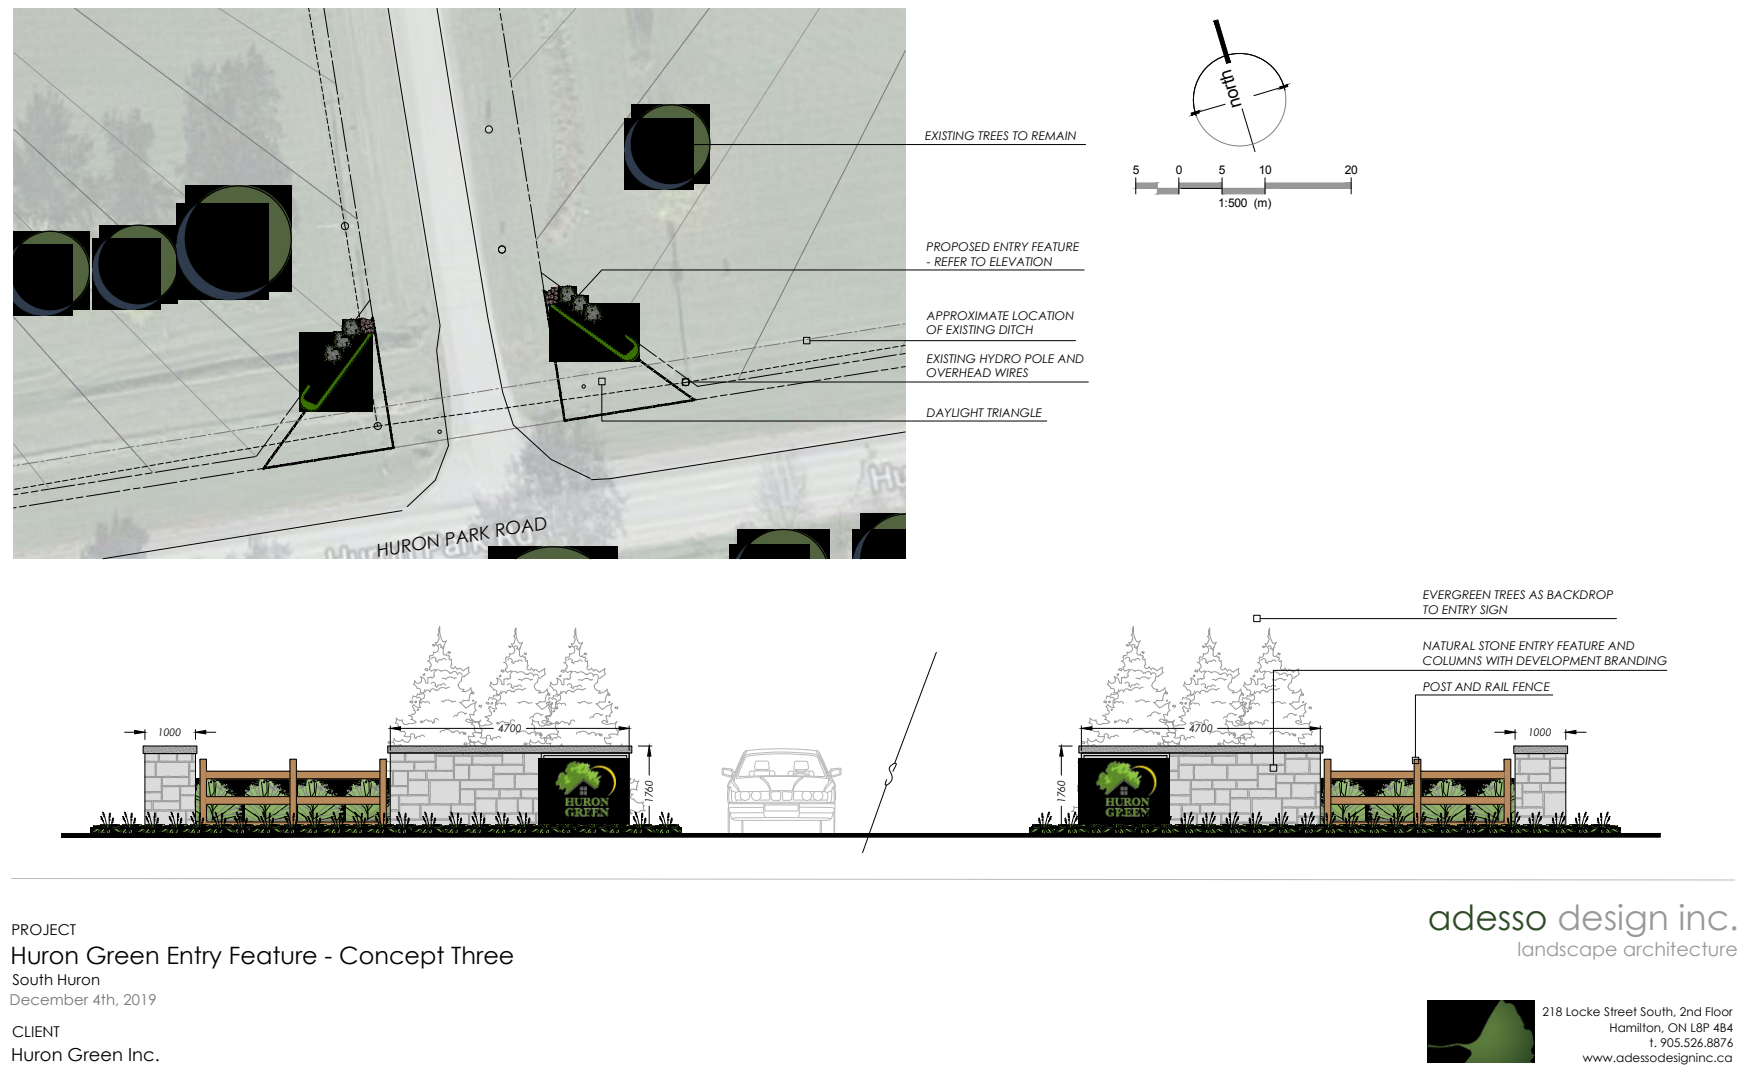 north
5 0 5 10 20
1:500 (m)
EXISTING TREES TO REMAIN
PROPOSED ENTRY FEATURE
- REFER TO ELEVATION
APPROXIMATE LOCATION
OF EXISTING DITCH
EXISTING HYDRO POLE AND
OVERHEAD WIRES
DAYLIGHT TRIANGLE
Hu
HURON PARK ROAD
EVERGREEN TREES AS BACKDROP
TO ENTRY SIGN
NATURAL STONE ENTRY FEATURE AND
COLUMNS WITH DEVELOPMENT BRANDING
POST AND RAIL FENCE
1000
4700
1760
HURON
GREEN
4700
1000
1760
HURON
GREEN
PROJECT
Huron Green Entry Feature - Concept Three
South Huron
December 4th, 2019
CLIENT
Huron Green Inc.
adesso design inc.
landscape architecture
218 Locke Street South, 2nd Floor
Hamilton, ON L8P 4B4
t. 905.526.8876
www.adessodesigninc.ca